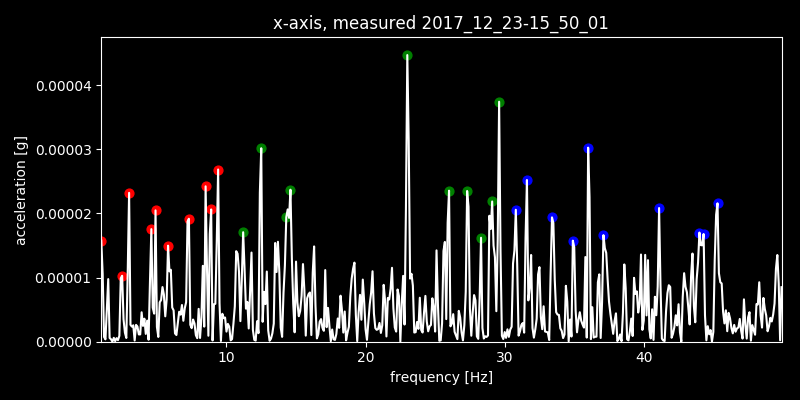 x-axis, measured 2017_12_23-15_50_01
acceleration [g]
0.00004
0.00003
0.00002
0.00001
0.00000
10 20 30 40
frequency [Hz]